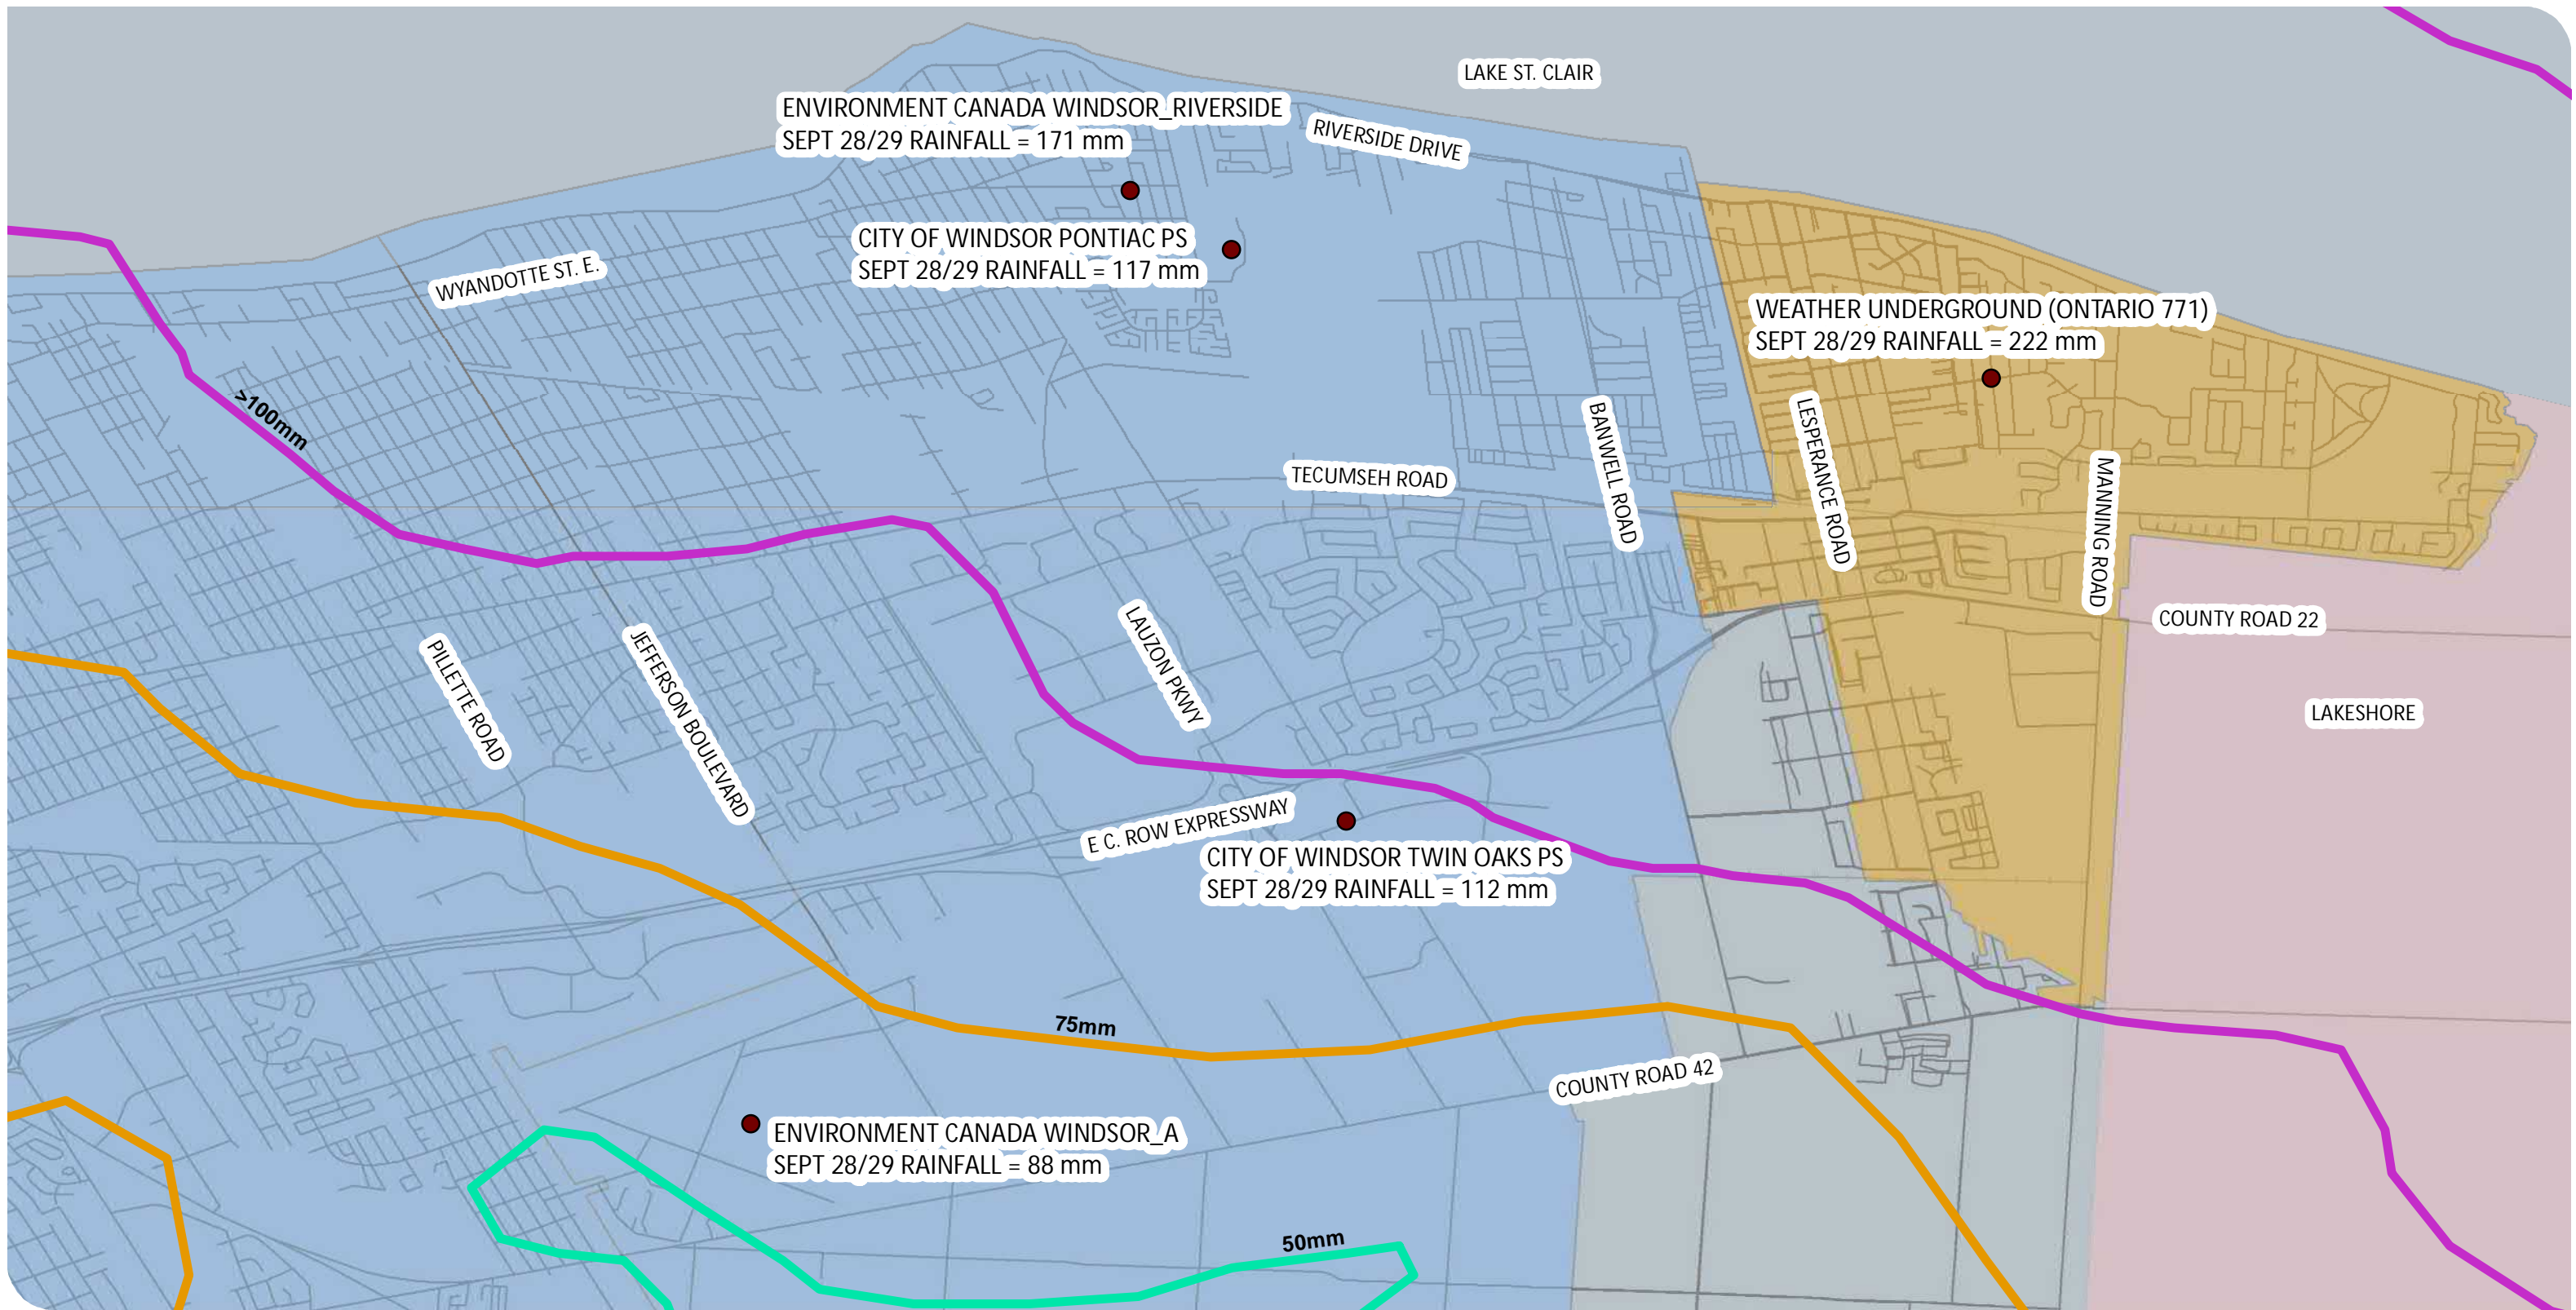 LAKE ST. CLAIR
ENVIRONMENT CANADA WINDSOR_RIVERSIDE
SEPT 28/29 RAINFALL = 171 mm
RIVERSIDE DRIVE
CITY OF WINDSOR PONTIAC PS
SEPT 28/29 RAINFALL = 117 mm
WYANDOTTE ST. E.
WEATHER UNDERGROUND (ONTARIO 771)
SEPT 28/29 RAINFALL = 222 mm
>100mm
BANWELL ROAD
LESPERANCE ROAD
TECUMSEH ROAD
MANNING ROAD
COUNTY ROAD 22
LAUZON PKWY
PILLETTE ROAD
JEFFERSON BOULEVARD
LAKESHORE
E C. ROW EXPRESSWAY
CITY OF WINDSOR TWIN OAKS PS
SEPT 28/29 RAINFALL = 112 mm
75mm
COUNTY ROAD 42
ENVIRONMENT CANADA WINDSOR_A
SEPT 28/29 RAINFALL = 88 mm
50mm